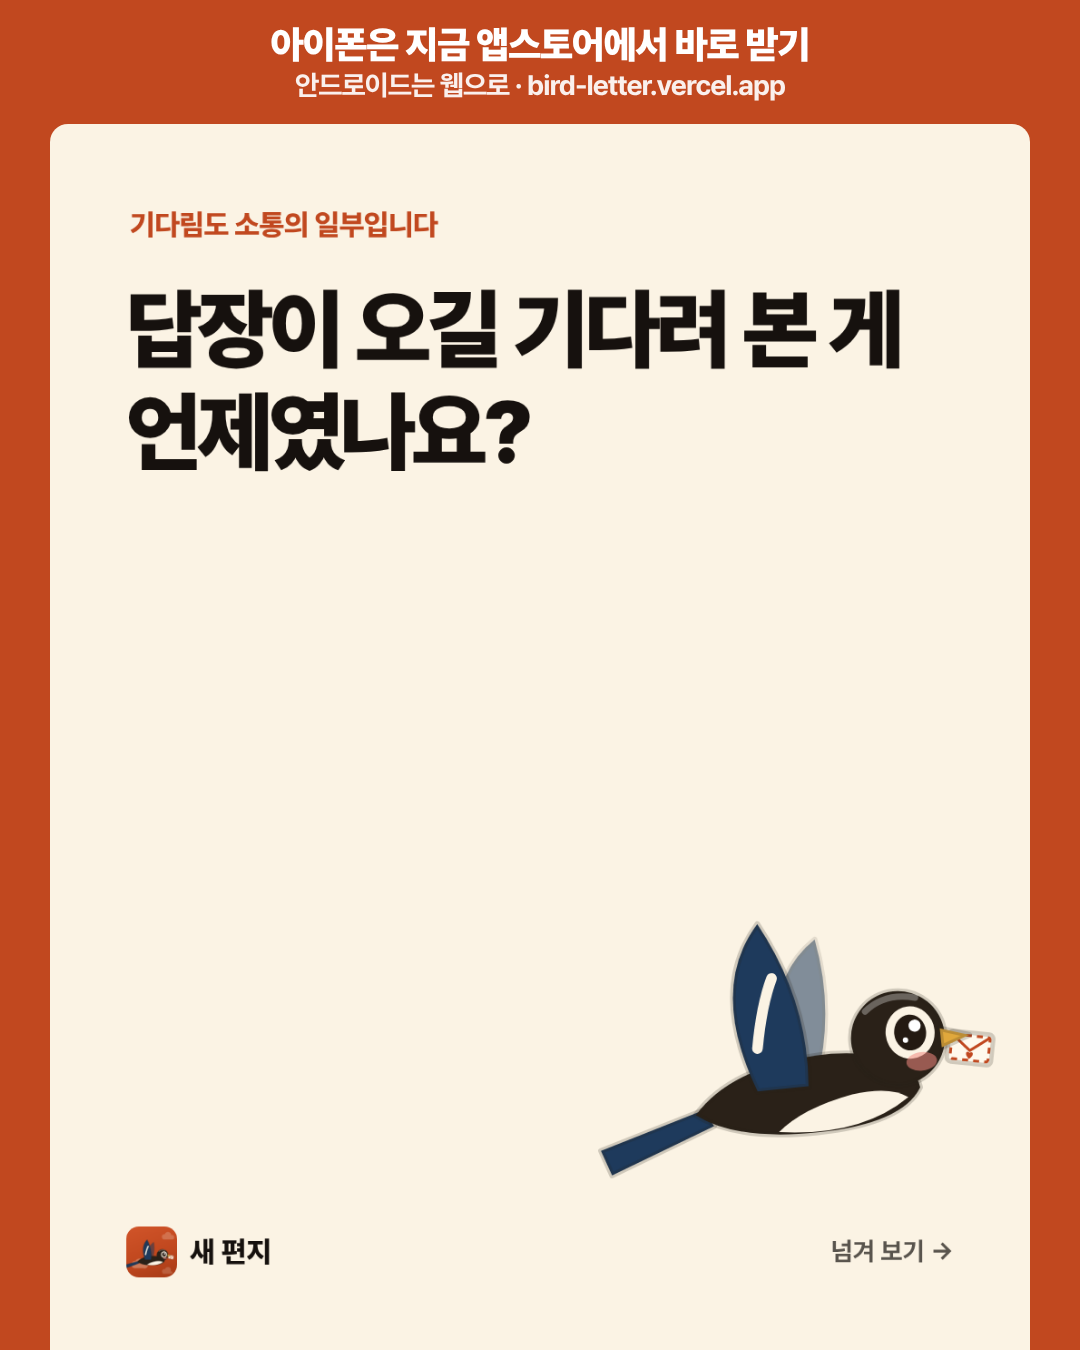 아이폰은 지금 앱스토어에서 바로 받기
안드로이드는 웹으로 · bird-letter.vercel.app
기다림도 소통의 일부입니다
답장이 오길 기다려 본 게
언제였나요?
새 편지
넘겨 보기 →